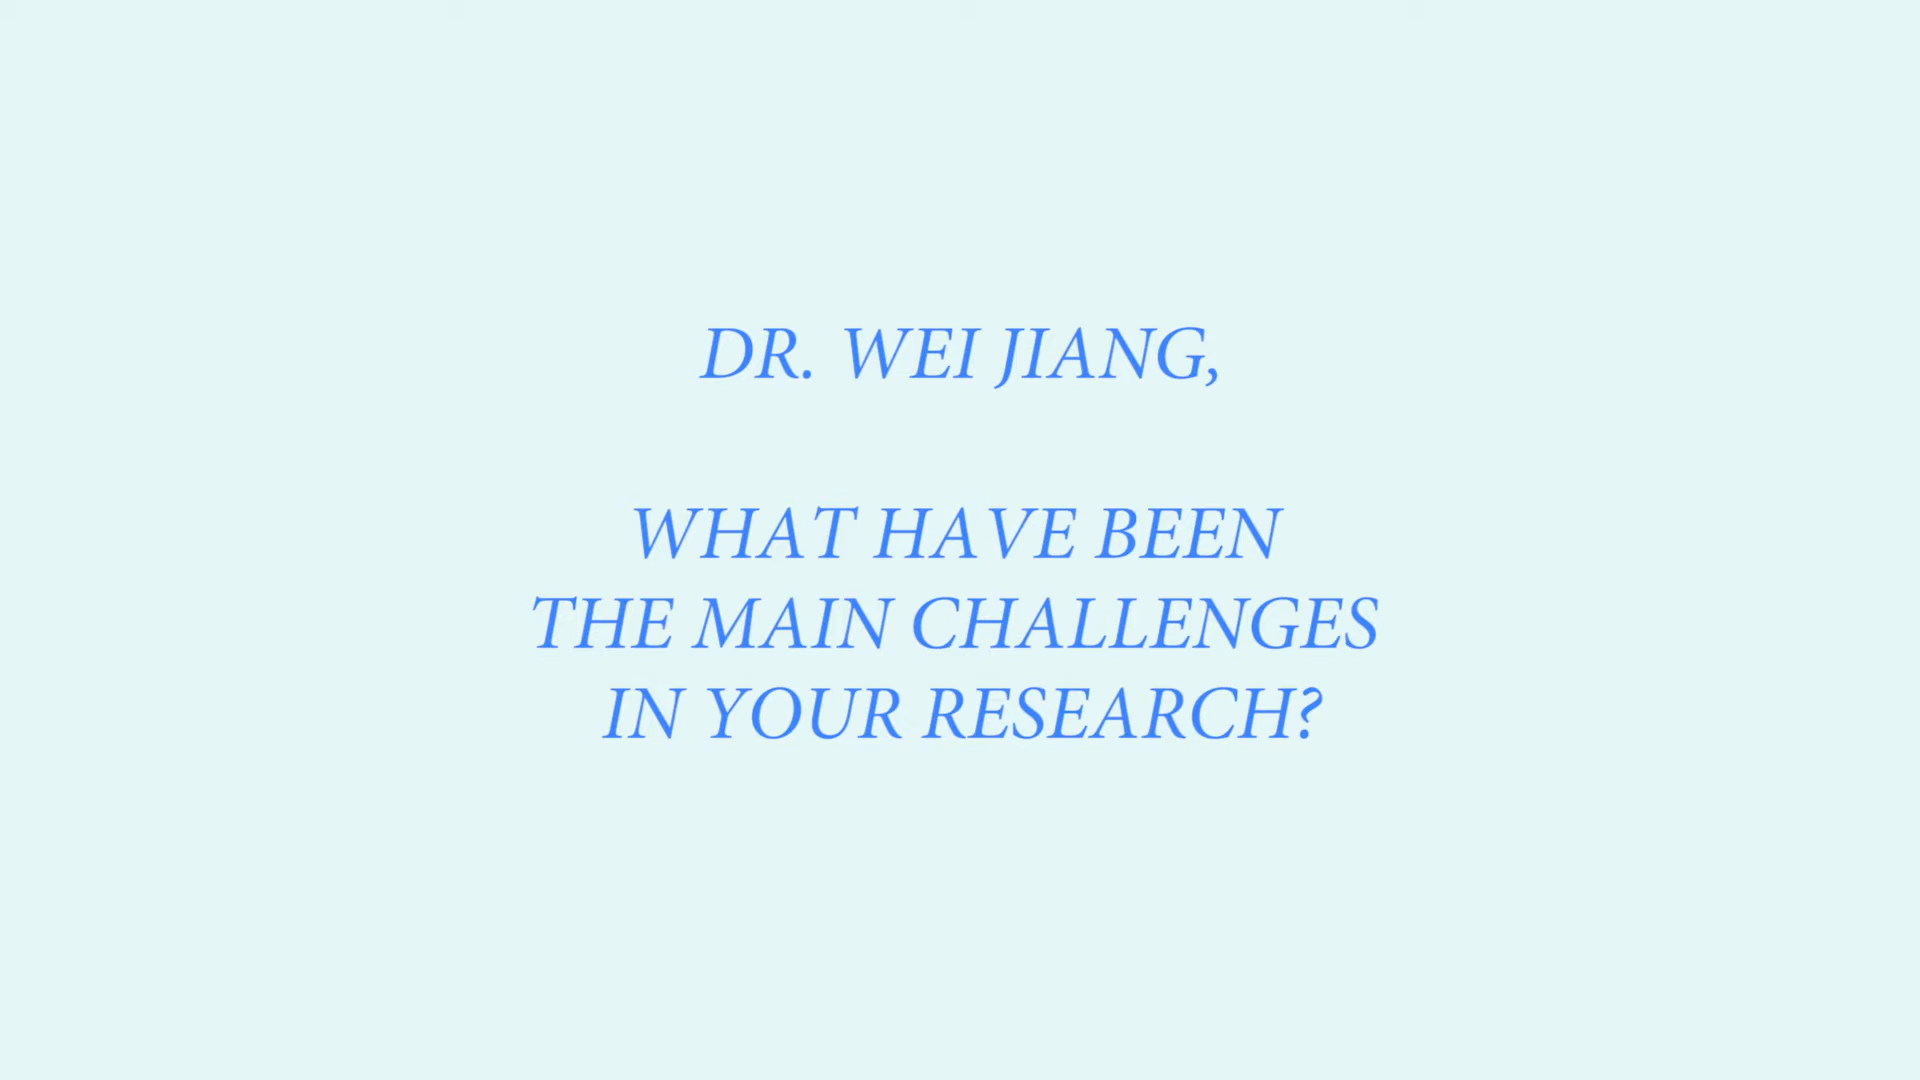 DR. WEI JIANG,
WHAT HAVE BEEN
THE MAIN CHALLENGES
IN YOUR RESEARCH?